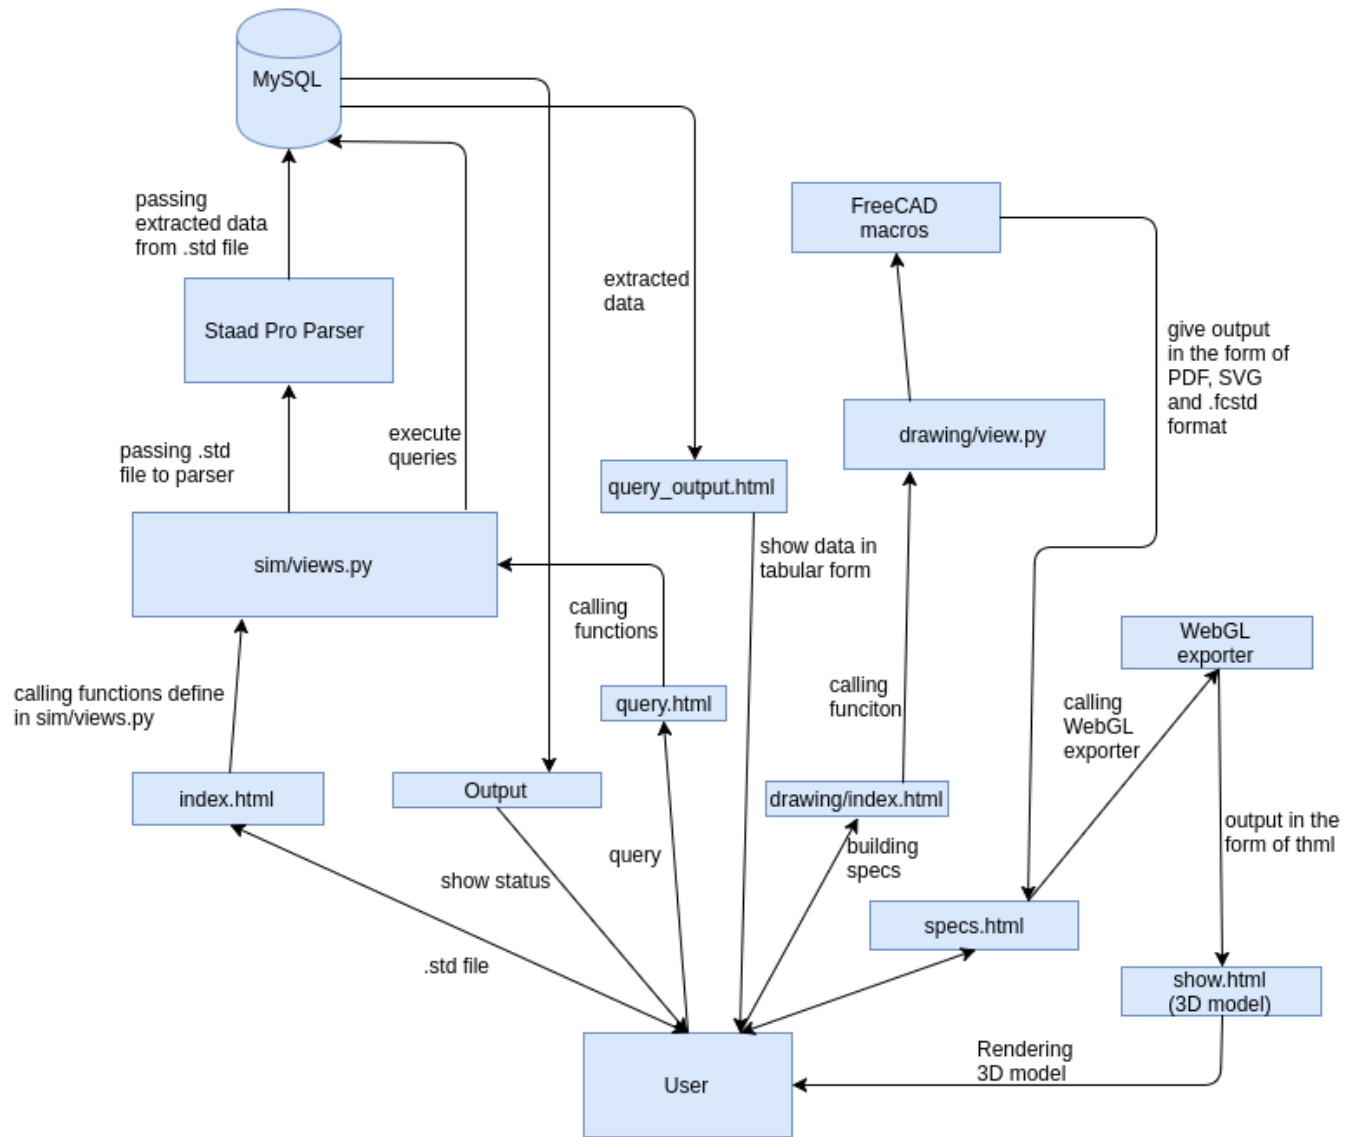 MySQL
passing
extracted data
from .std file
FreeCAD
macros
extracted
data
Staad Pro Parser
give output
in the form of
PDF, SVG
and .fcstd
format
execute
queries
drawing/view.py
passing .std
file to parser
query_output.html
show data in
tabular form
sim/views.py
calling
functions
WebGL
exporter
calling functions define
in sim/views.py
query.html
calling
funciton
calling
WebGL
exporter
index.html
Output
drawing/index.html
output in the
form of thml
building
specs
query
show status
specs.html
.std file
show.html
(3D model)
Rendering
3D model
User